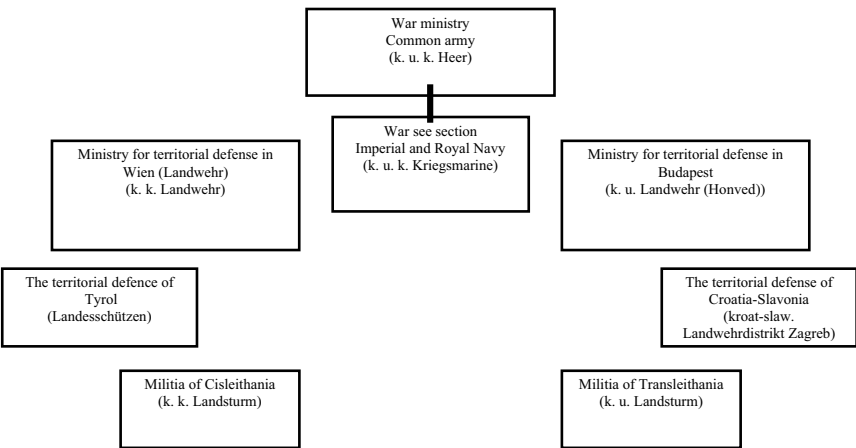 War ministry
Common army
(k. u. k. Heer)
War see section
Imperial and Royal Navy
(k. u. k. Kriegsmarine)
Ministry for territorial defense in
Wien (Landwehr)
(k. k. Landwehr)
Ministry for territorial defense in
Budapest
(k. u. Landwehr (Honved))
The territorial defence of
Tyrol
(Landesschützen)
The territorial defense of
Croatia-Slavonia
(kroat-slaw.
Landwehrdistrikt Zagreb)
Militia of Cisleithania
(k. k. Landsturm)
Militia of Transleithania
(k. u. Landsturm)